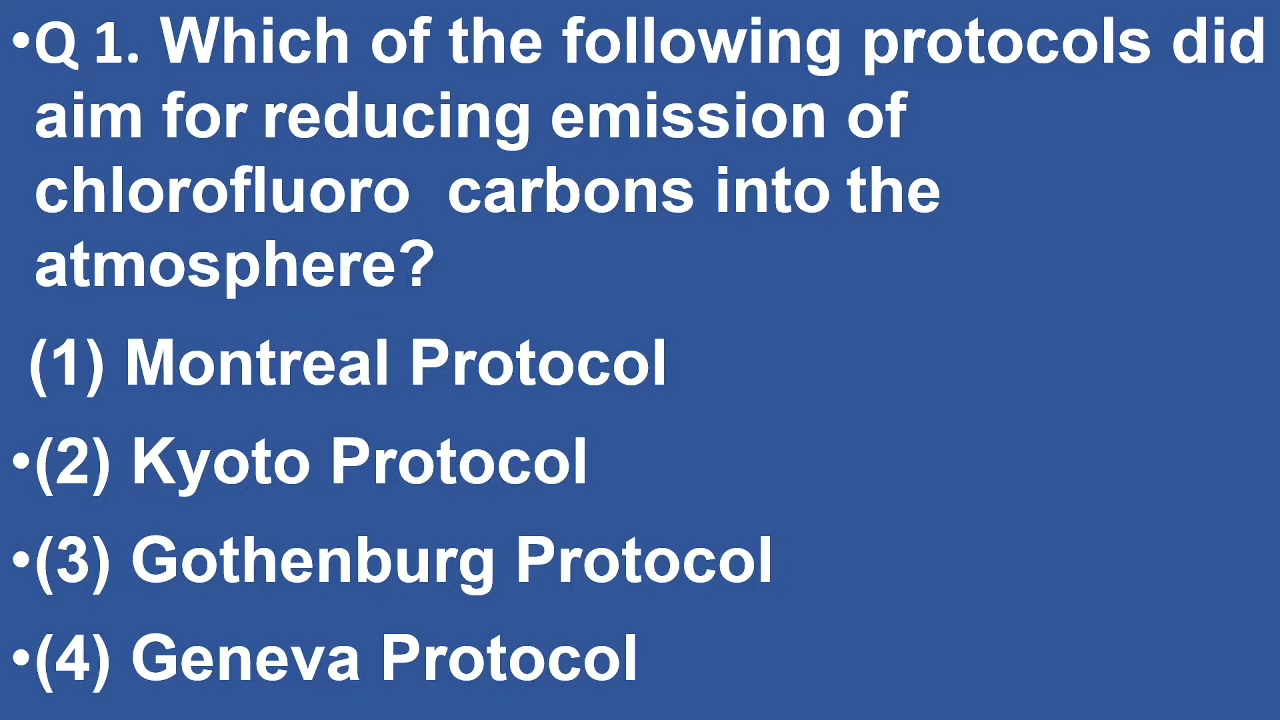 •Q 1. Which of the following protocols did
aim for reducing emission of
chlorofluoro  carbons into the
atmosphere?
(1) Montreal Protocol
•(2) Kyoto Protocol
•(3) Gothenburg Protocol
•(4) Geneva Protocol